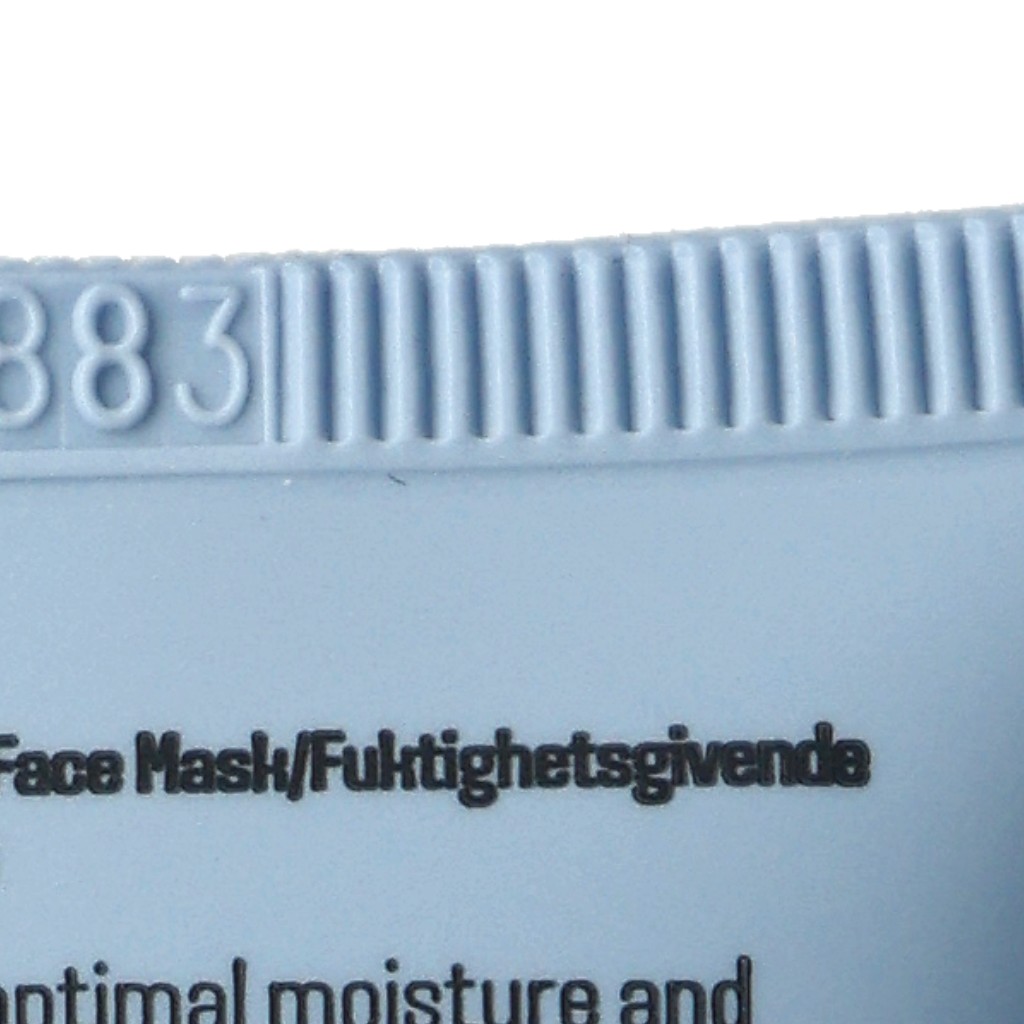 883
Face Mask/Fuktighetsgivende
optimal moisture and